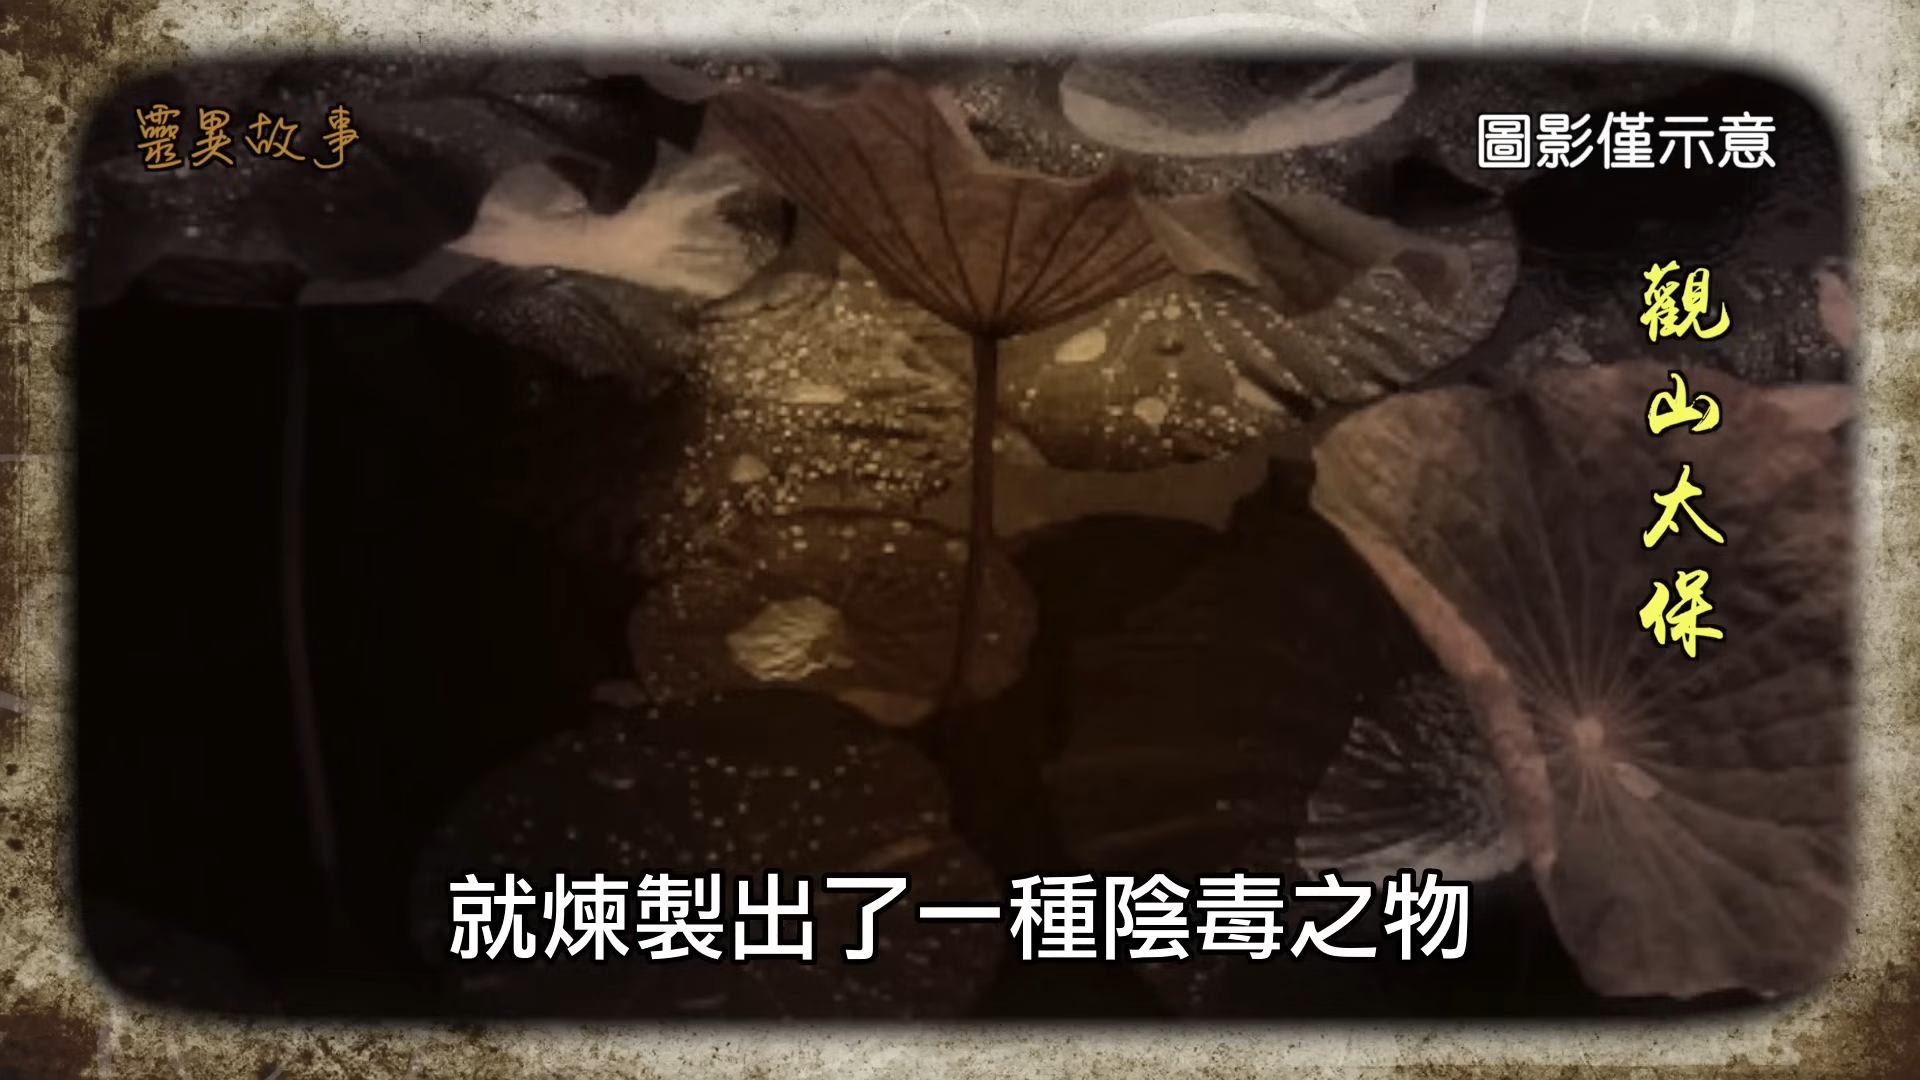 靈異故事
圖影僅示意
觀山太保
就煉製出了一種陰毒之物